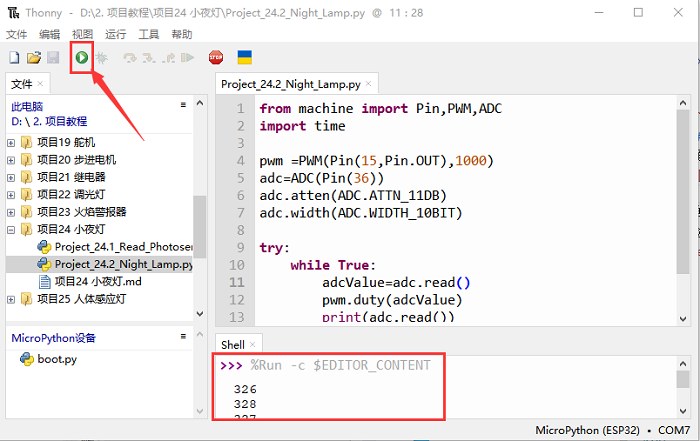 Thonny - D:\2. 项目教程\项目24 小夜灯\Project_24.2_Night_Lamp.py @ 11 : 28
文件 编辑 视图 运行 工具 帮助
STOP
文件 ×
此电脑
D: \ 2. 项目教程
项目19 舵机
项目20 步进电机
项目21 继电器
项目22 调光灯
项目23 火焰警报器
项目24 小夜灯
Project_24.1_Read_Photoser
Project_24.2_Night_Lamp.py
项目24 小夜灯.md
项目25 人体感应灯
MicroPython设备
boot.py
Project_24.2_Night_Lamp.py ×
1 from machine import Pin,PWM,ADC
2 import time
3
4 pwm =PWM(Pin(15,Pin.OUT),1000)
5 adc=ADC(Pin(36))
6 adc.atten(ADC.ATTN_11DB)
7 adc.width(ADC.WIDTH_10BIT)
8
9 try:
10 while True:
11 adcValue=adc.read()
12 pwm.duty(adcValue)
13 print(adc.read())
Shell ×
>>> %Run -c $EDITOR_CONTENT
326
328
327
MicroPython (ESP32) • COM7